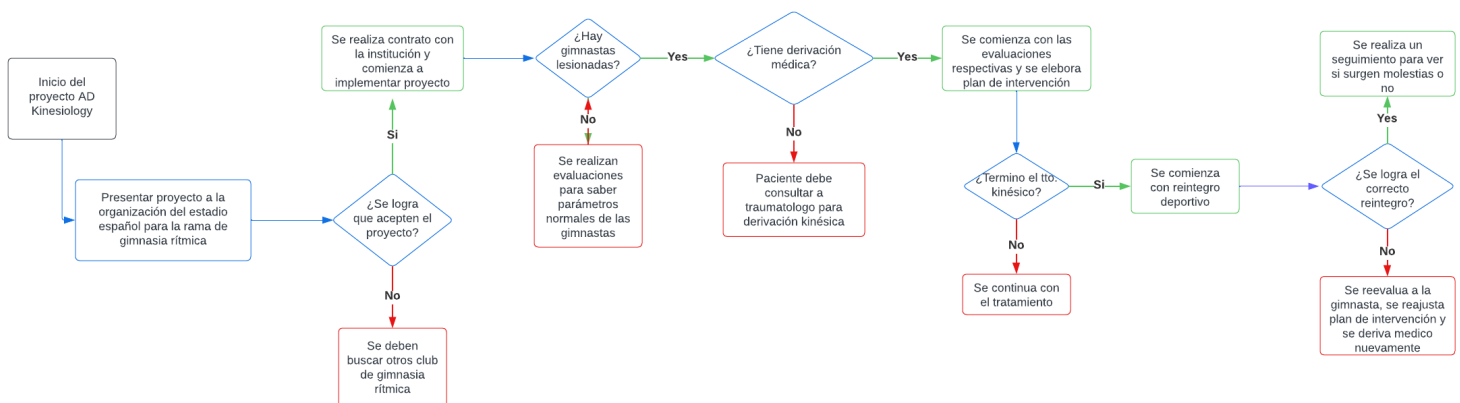 Inicio del
proyecto AD
Kinesiology
Presentar proyecto a la
organización del estadio
español para la rama de
gimnasia rítmica
¿Se logra
que acepten el
proyecto?
Si
Se realiza contrato con
la institución y
comienza a
implementar proyecto
No
Se deben
buscar otros club
de gimnasia
rítmica
¿Hay
gimnastas
lesionadas?
Yes
No
Se realizan
evaluaciones
para saber
parámetros
normales de las
gimnastas
¿Tiene derivación
médica?
Yes
No
Paciente debe
consultar a
traumatologo para
derivación kinésica
Se comienza con las
evaluaciones
respectivas y se elebora
plan de intervención
¿Termino el tto.
kinésico?
Si
No
Se continua con
el tratamiento
Se comienza
con reintegro
deportivo
¿Se logra el
correcto
reintegro?
Yes
Se realiza un
seguimiento para ver
si surgen molestias o
no
No
Se reevalua a la
gimnasta, se reajusta
plan de intervención y
se deriva medico
nuevamente